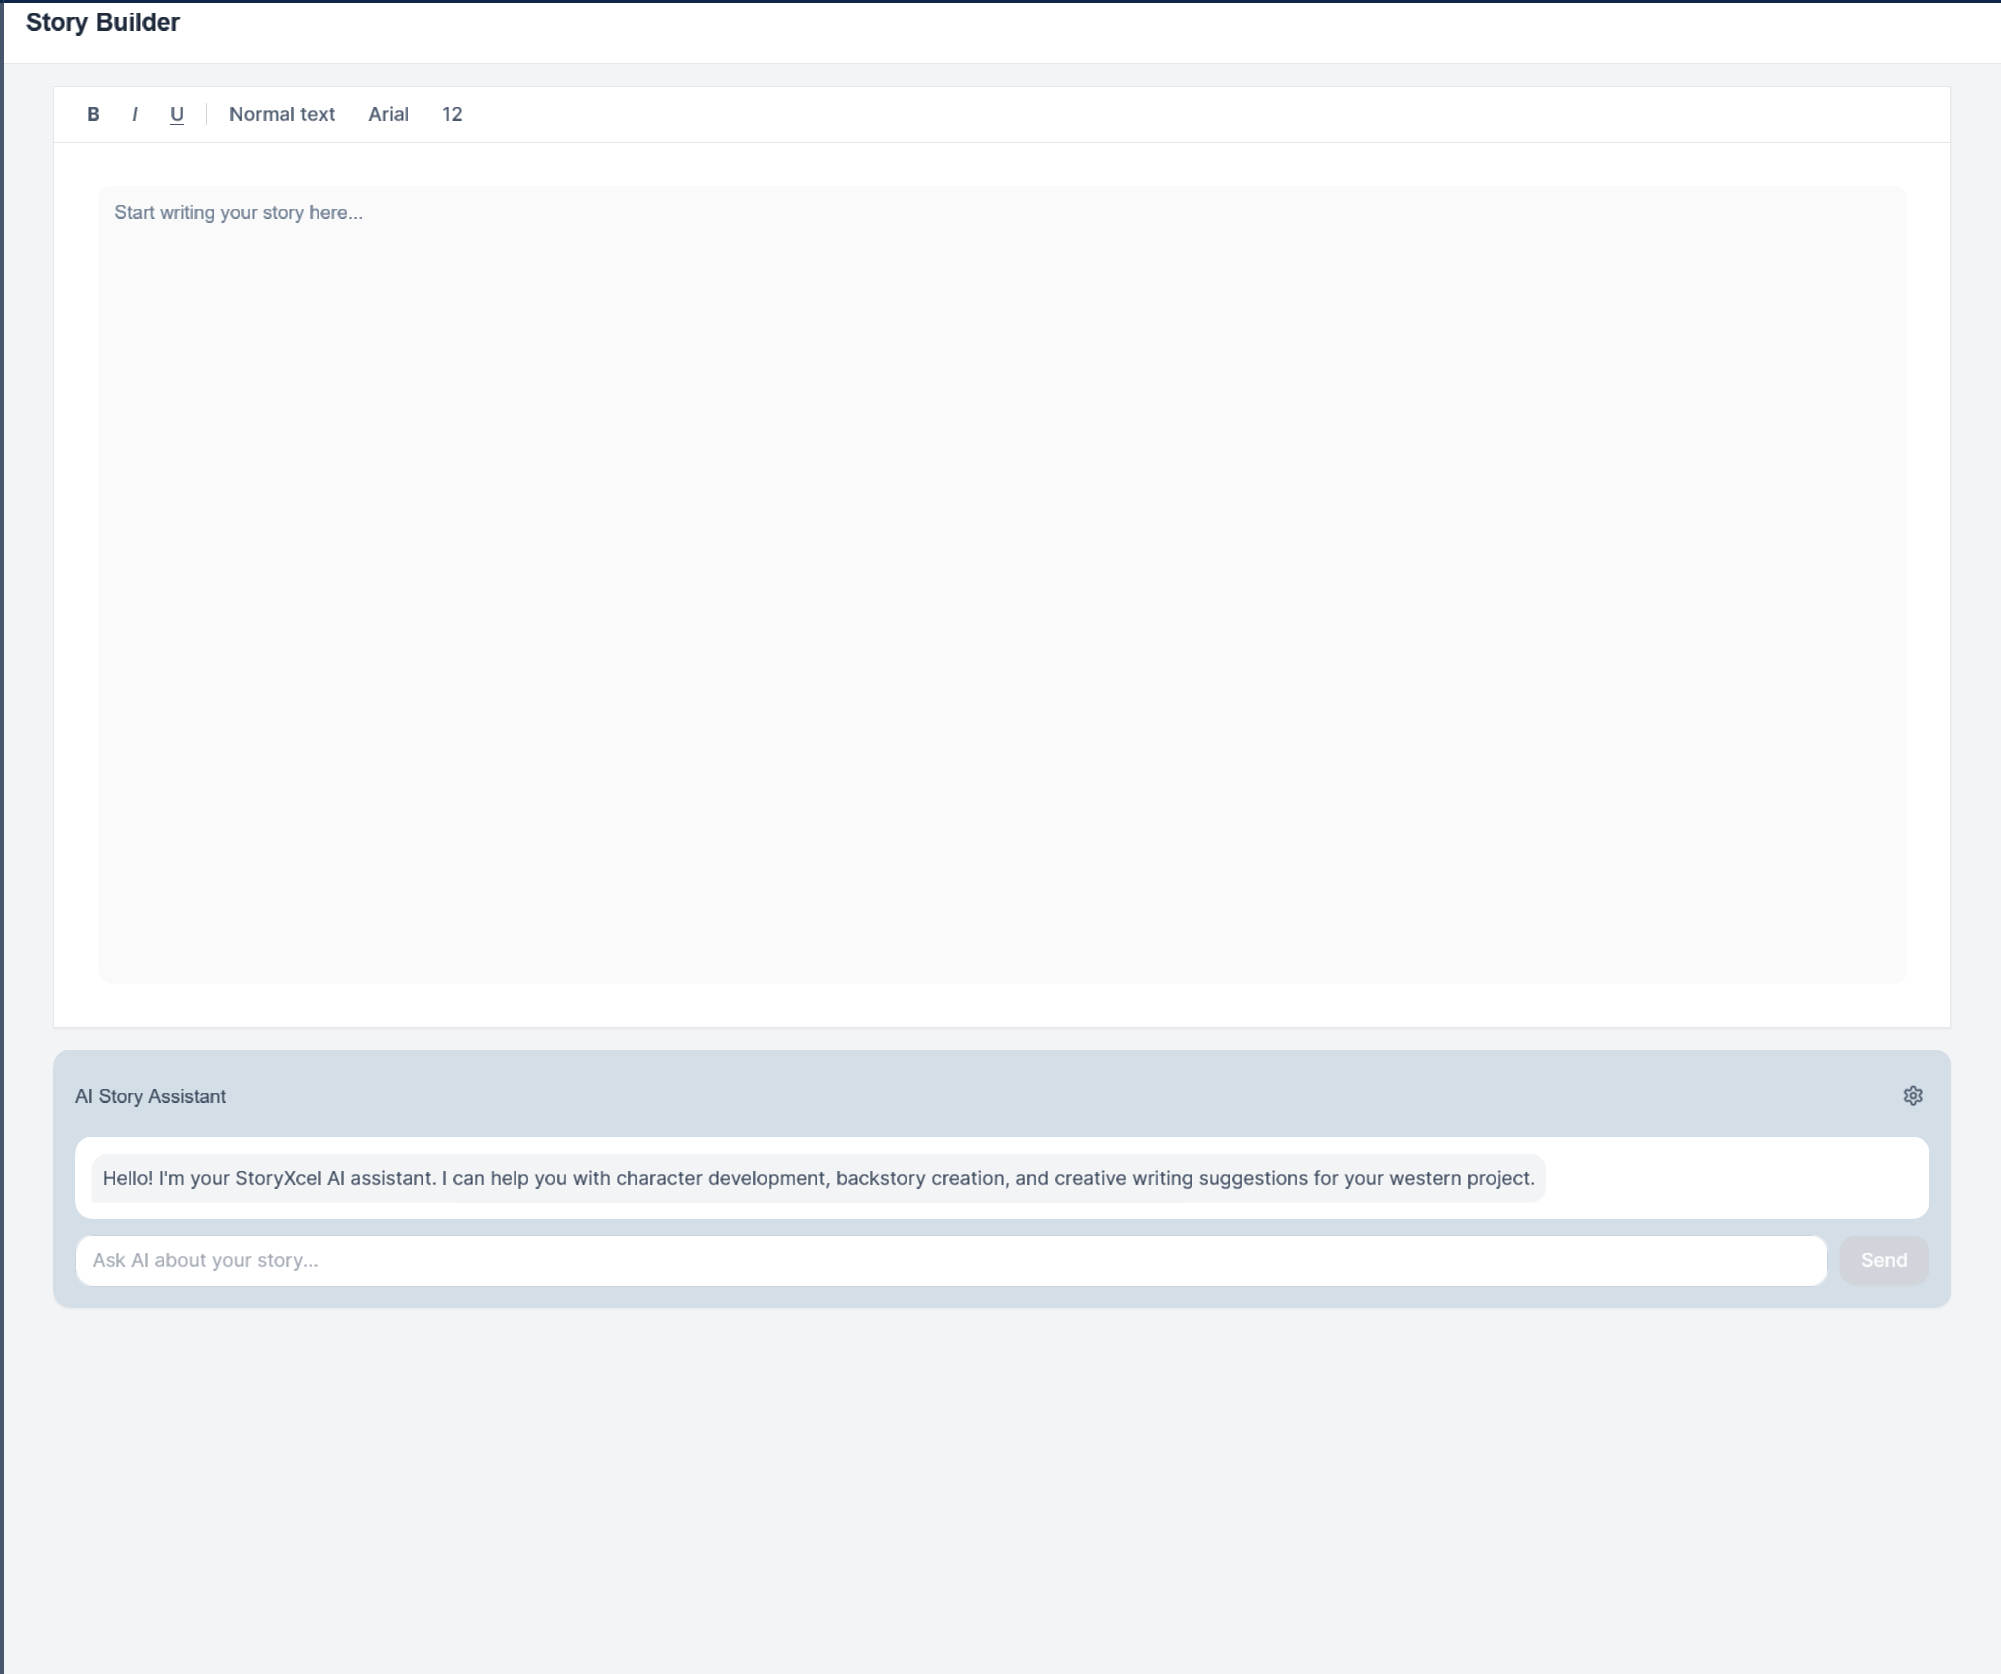 Story Builder
B I U Normal text Arial 12
Start writing your story here...
AI Story Assistant
Hello! I'm your StoryXcel AI assistant. I can help you with character development, backstory creation, and creative writing suggestions for your western project.
Ask AI about your story...
Send